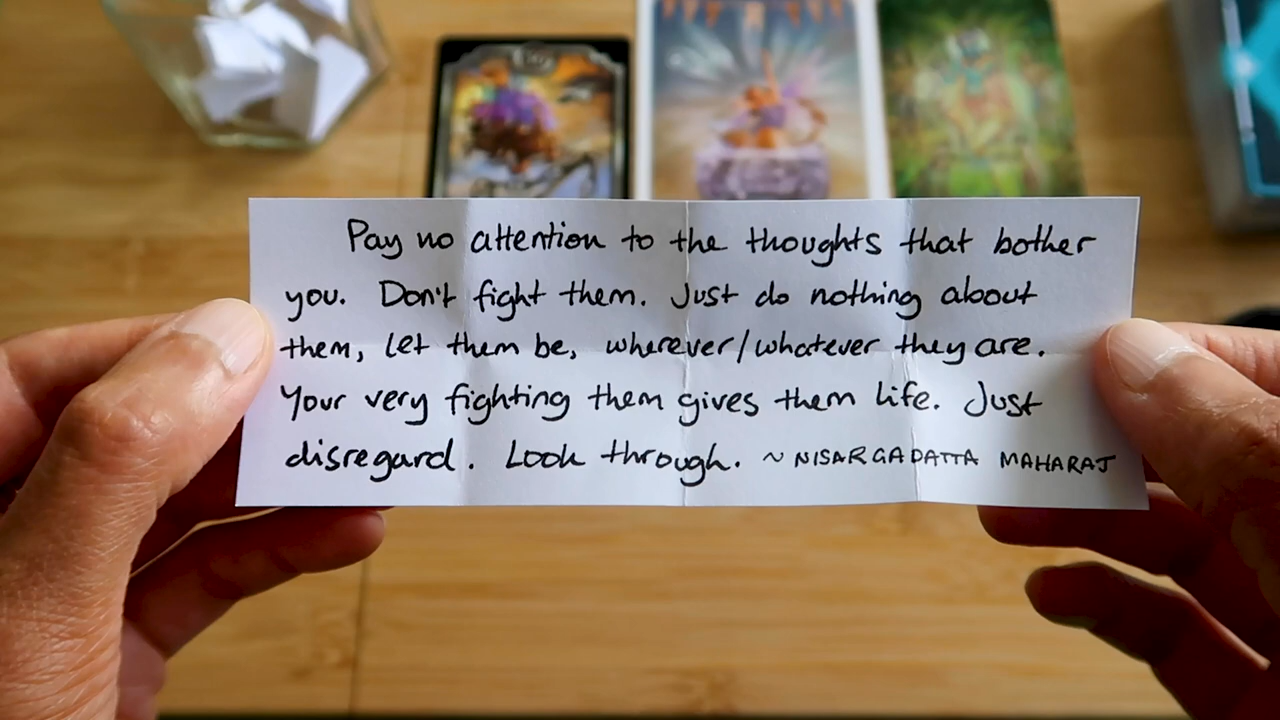 Pay no attention to the thoughts that bother
you. Don't fight them. Just do nothing about
them, let them be, wherever/whatever they are.
Your very fighting them gives them life. Just
disregard. Look through. ~ NISARGADATTA MAHARAJ